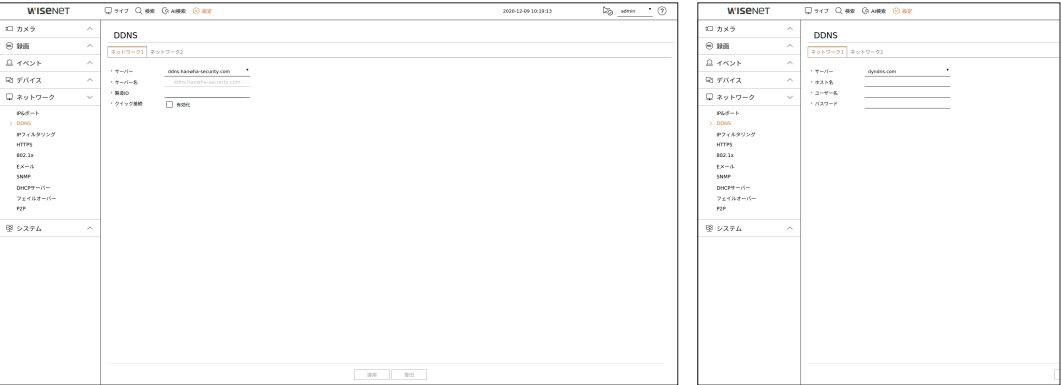 WISENET
ライブ 検索 AI検索 設定
2020-12-09 10:19:13
admin
カメラ
録画
イベント
デバイス
ネットワーク
IP&ポート
DDNS
IPフィルタリング
HTTPS
802.1x
Eメール
SNMP
DHCPサーバー
フェイルオーバー
P2P
システム
DDNS
ネットワーク1 ネットワーク2
サーバー ddns.hanwha-security.com
サーバー名 ddns.hanwha-security.com
製造ID
クイック接続 有効化
適用
WISENET
ライブ 検索 AI検索 設定
カメラ
録画
イベント
デバイス
ネットワーク
IP&ポート
DDNS
IPフィルタリング
HTTPS
802.1x
Eメール
SNMP
DHCPサーバー
フェイルオーバー
P2P
システム
DDNS
ネットワーク1 ネットワーク2
サーバー dyndns.com
ホスト名
ユーザー名
パスワード